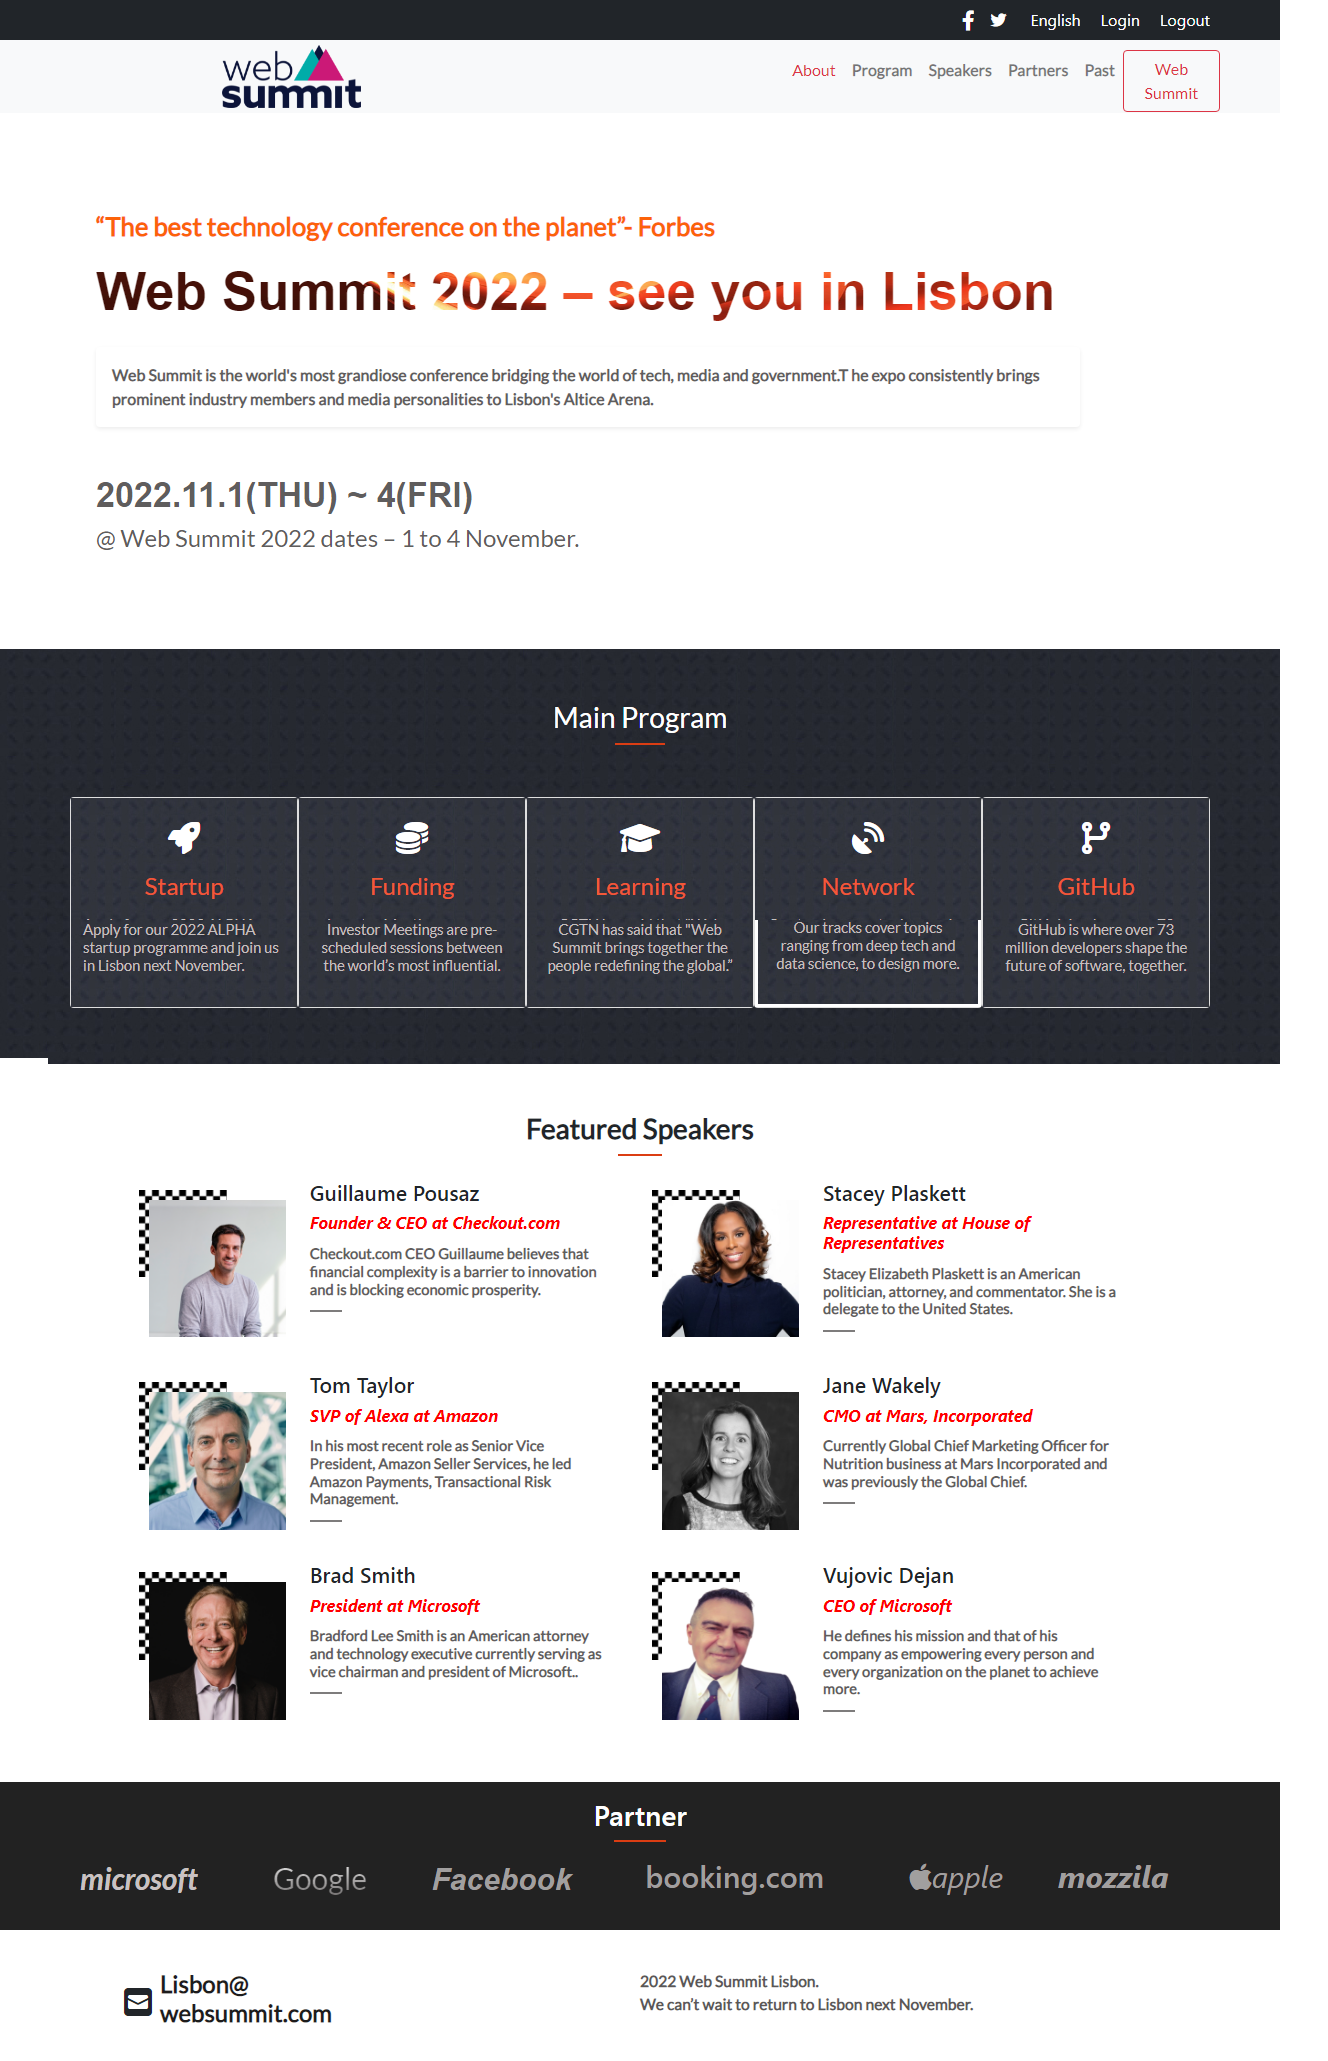 English Login Logout
web
summit
About Program Speakers Partners Past Web
Summit
“The best technology conference on the planet”- Forbes
Web Summit 2022 – see you in Lisbon
Web Summit is the world's most grandiose conference bridging the world of tech, media and government.T he expo consistently brings
prominent industry members and media personalities to Lisbon's Altice Arena.
2022.11.1(THU) ~ 4(FRI)
@ Web Summit 2022 dates – 1 to 4 November.
Main Program
Startup
Apply for our 2022 ALPHA
startup programme and join us
in Lisbon next November.
Funding
Investor Meetings are pre-
scheduled sessions between
the world’s most influential.
Learning
CGTN has said that "Web
Summit brings together the
people redefining the global.”
Network
Our tracks cover topics
ranging from deep tech and
data science, to design more.
GitHub
GitHub is where over 73
million developers shape the
future of software, together.
Featured Speakers
Guillaume Pousaz
Founder & CEO at Checkout.com
Checkout.com CEO Guillaume believes that
financial complexity is a barrier to innovation
and is blocking economic prosperity.
Stacey Plaskett
Representative at House of
Representatives
Stacey Elizabeth Plaskett is an American
politician, attorney, and commentator. She is a
delegate to the United States.
Tom Taylor
SVP of Alexa at Amazon
In his most recent role as Senior Vice
President, Amazon Seller Services, he led
Amazon Payments, Transactional Risk
Management.
Jane Wakely
CMO at Mars, Incorporated
Currently Global Chief Marketing Officer for
Nutrition business at Mars Incorporated and
was previously the Global Chief.
Brad Smith
President at Microsoft
Bradford Lee Smith is an American attorney
and technology executive currently serving as
vice chairman and president of Microsoft..
Vujovic Dejan
CEO of Microsoft
He defines his mission and that of his
company as empowering every person and
every organization on the planet to achieve
more.
Partner
microsoft Google Facebook booking.com apple mozzila
Lisbon@
websummit.com
2022 Web Summit Lisbon.
We can’t wait to return to Lisbon next November.